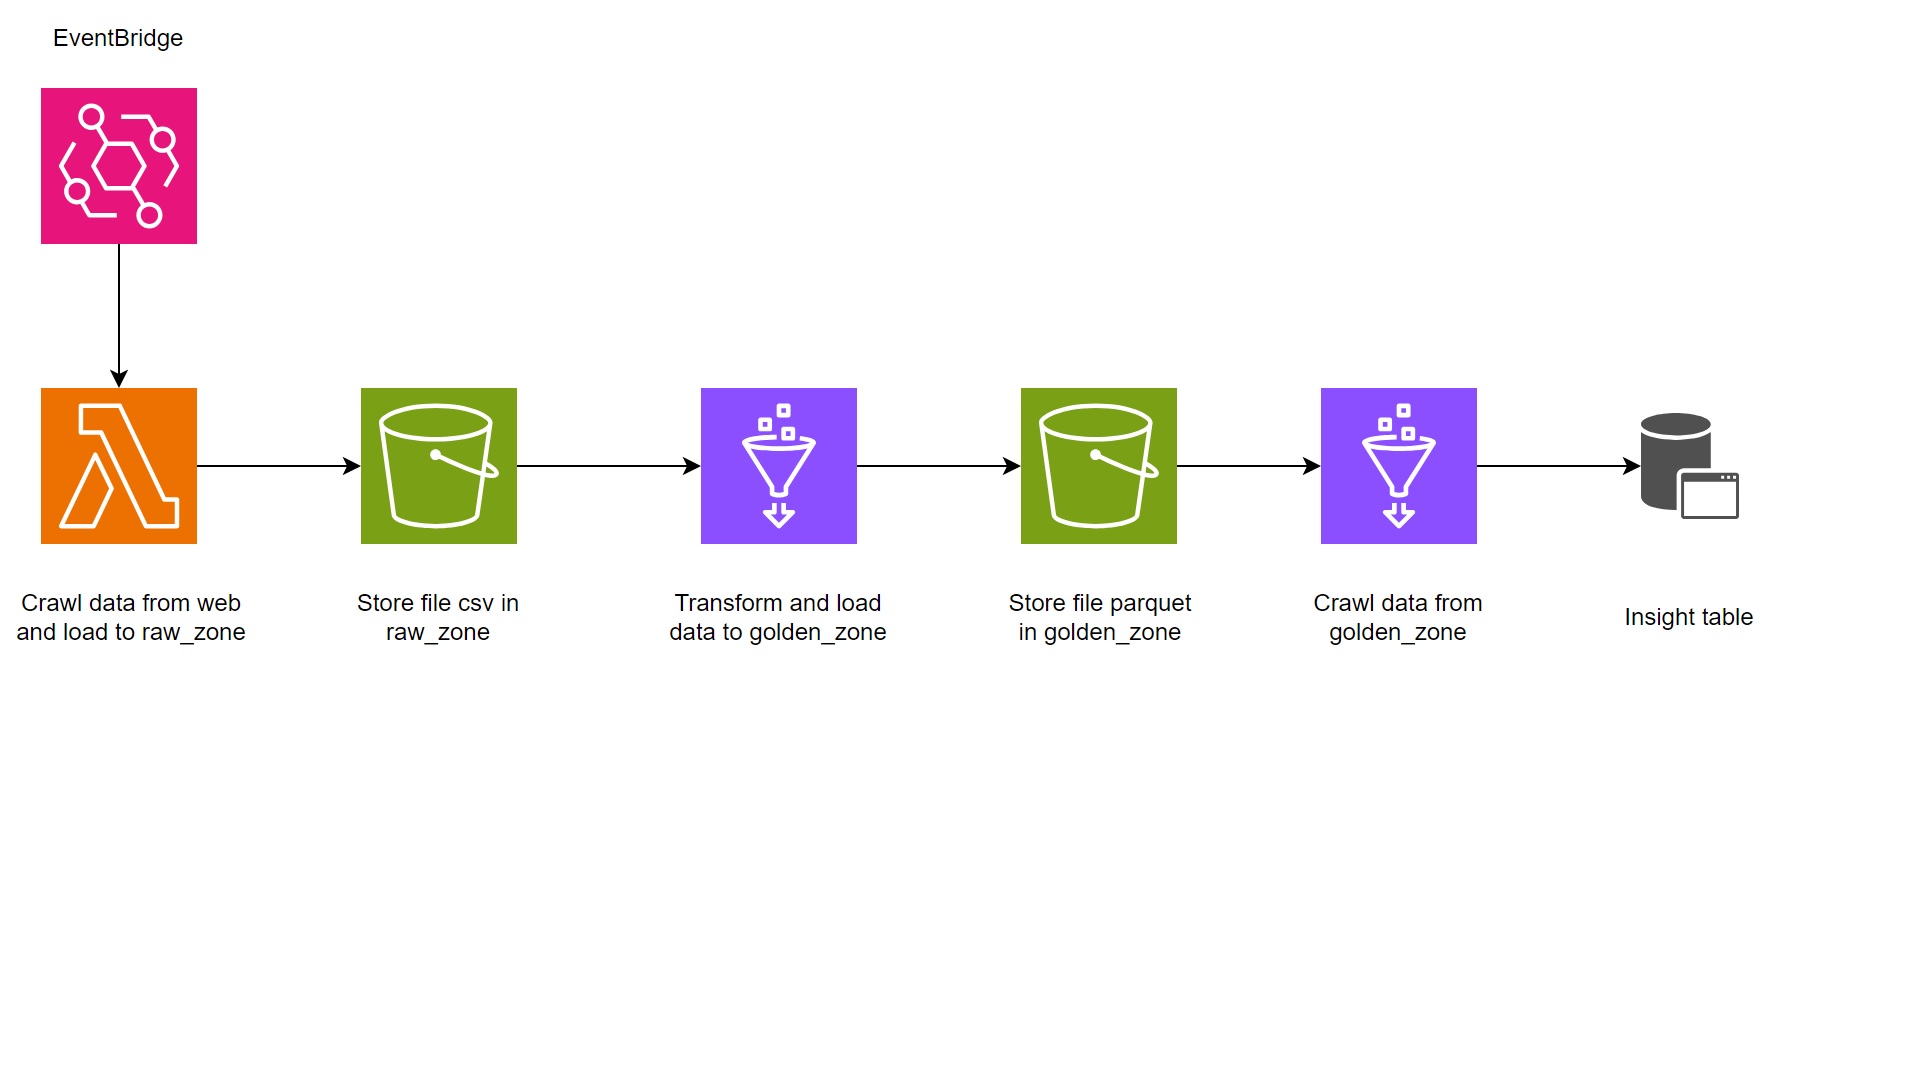 EventBridge
Crawl data from web
and load to raw_zone
Store file csv in
raw_zone
Transform and load
data to golden_zone
Store file parquet
in golden_zone
Crawl data from
golden_zone
Insight table